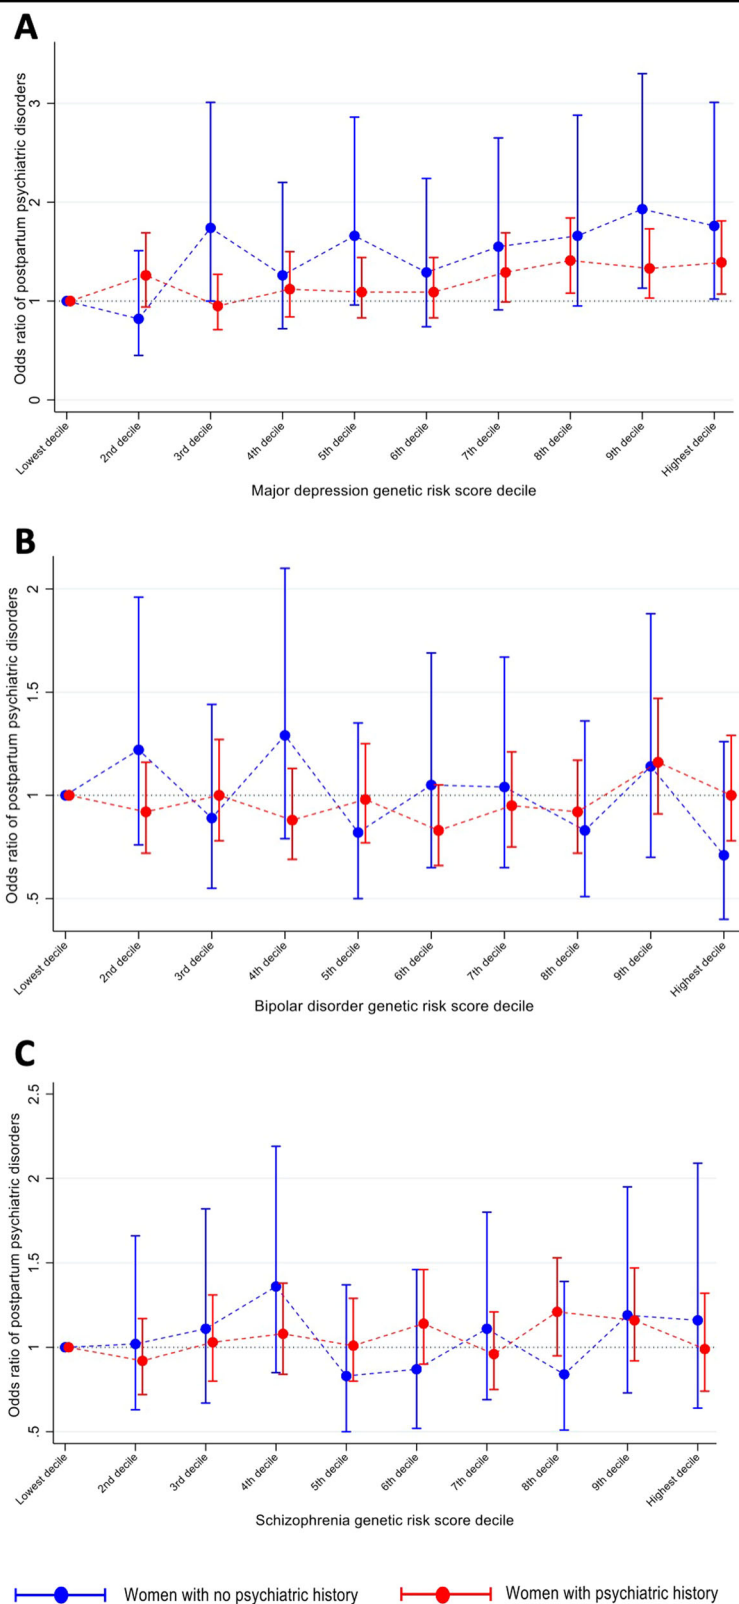 A
Odds ratio of postpartum psychiatric disorders
3
2
1
0
Lowest decile
2nd decile
3rd decile
4th decile
5th decile
6th decile
7th decile
8th decile
9th decile
Highest decile
Major depression genetic risk score decile
B
Odds ratio of postpartum psychiatric disorders
2
1.5
1
.5
Lowest decile
2nd decile
3rd decile
4th decile
5th decile
6th decile
7th decile
8th decile
9th decile
Highest decile
Bipolar disorder genetic risk score decile
C
Odds ratio of postpartum psychiatric disorders
2.5
2
1.5
1
.5
Lowest decile
2nd decile
3rd decile
4th decile
5th decile
6th decile
7th decile
8th decile
9th decile
Highest decile
Schizophrenia genetic risk score decile
Women with no psychiatric history
Women with psychiatric history